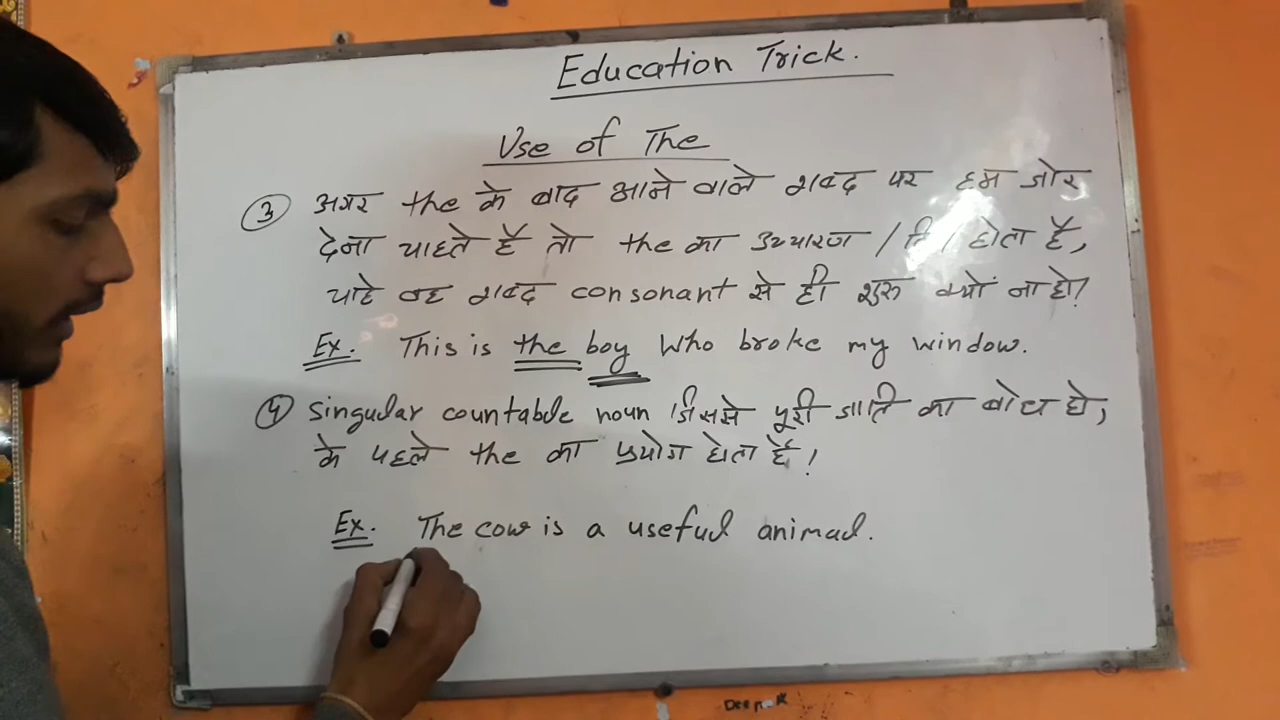 Education Trick.
Use of The
③ अगर the के बाद आने वाले शब्द पर हम जोर
देना चाहते हैं तो the का उच्चारण /दि/ होता है,
चाहे वह शब्द consonant से ही शुरू क्यों ना हो।
Ex. This is the boy Who broke my window.
④ Singular countable noun जिससे पूरी जाति का बोध हो,
के पहले the का प्रयोग होता है।
Ex. The cow is a useful animal.
Deepak